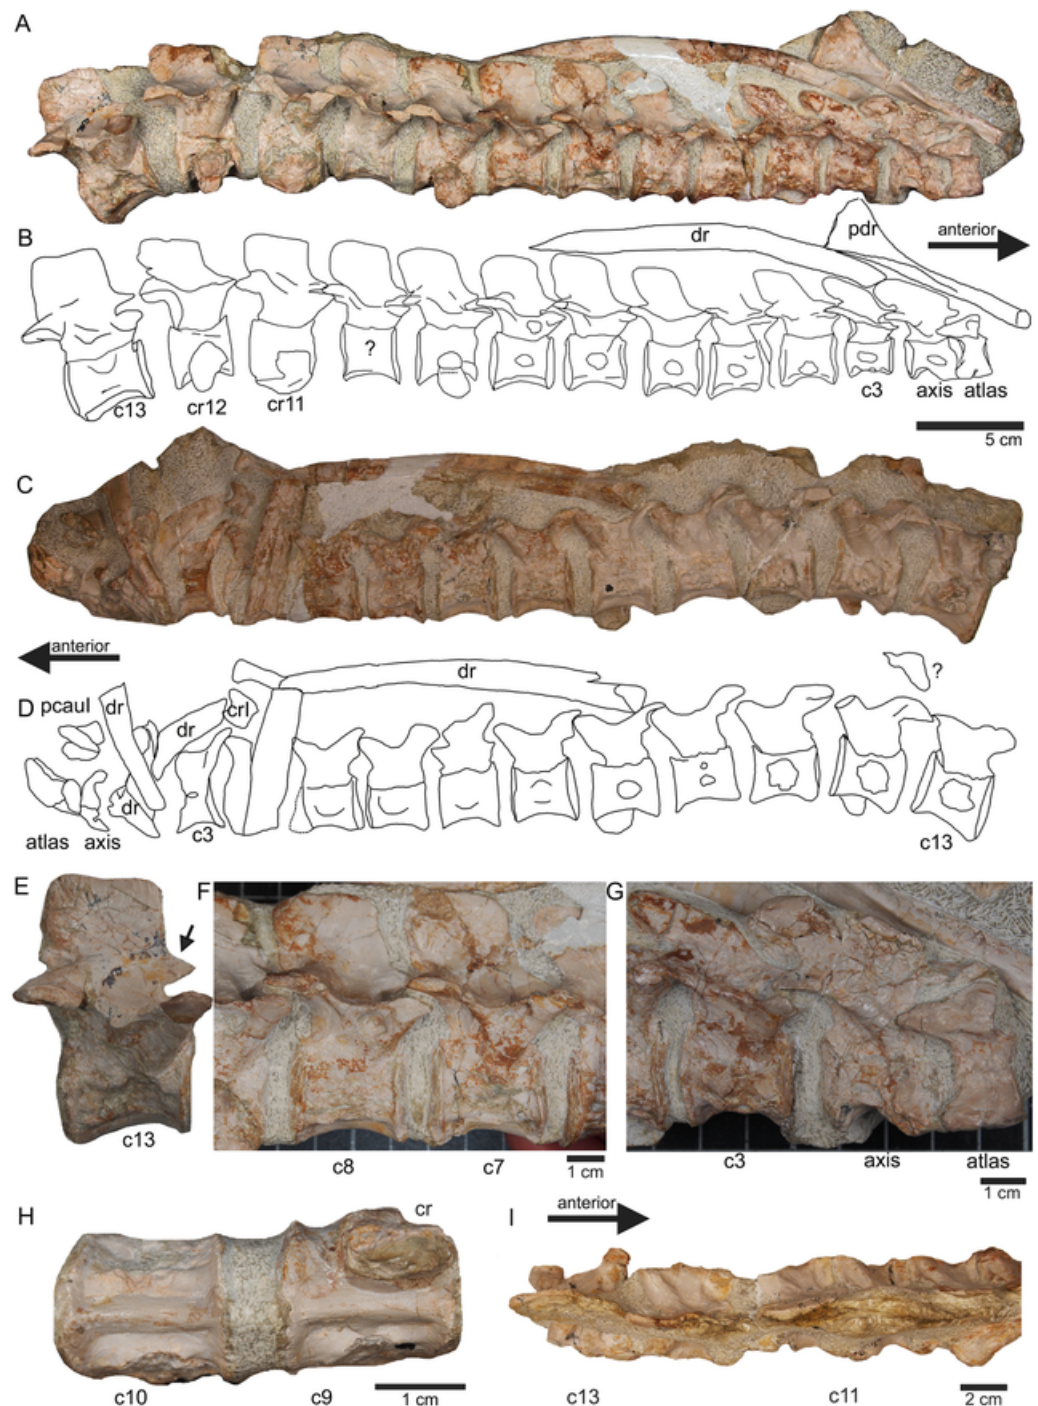 A
B
dr
pdr
anterior
?
c13
cr12
cr11
c3
axis
atlas
5 cm
C
anterior
D
pcaul
dr
dr
crl
dr
?
dr
atlas
axis
c3
c13
E
F
G
c13
c8
c7
1 cm
c3
axis
atlas
1 cm
H
cr
I
anterior
c10
c9
1 cm
c13
c11
2 cm